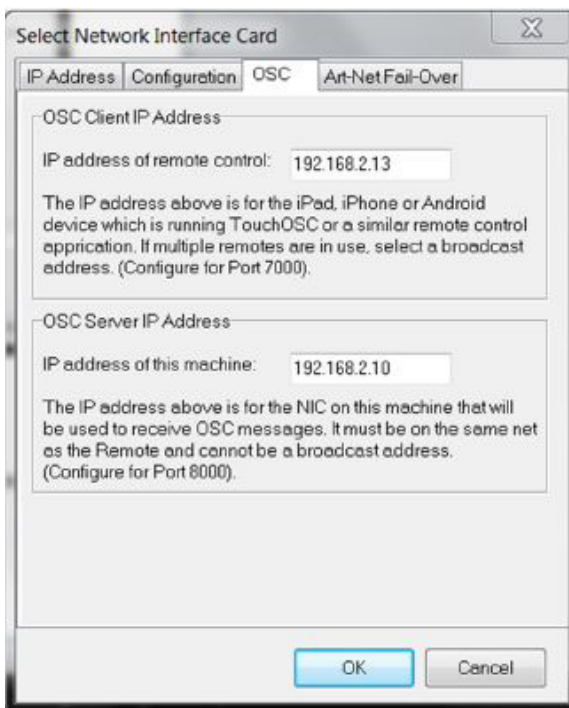 Select Network Interface Card
IP Address Configuration OSC Art-Net Fail-Over
OSC Client IP Address
IP address of remote control: 192.168.2.13
The IP address above is for the iPad, iPhone or Android
device which is running TouchOSC or a similar remote control
apprication. If multiple remotes are in use, select a broadcast
address. (Configure for Port 7000).
OSC Server IP Address
IP address of this machine: 192.168.2.10
The IP address above is for the NIC on this machine that will
be used to receive OSC messages. It must be on the same net
as the Remote and cannot be a broadcast address.
(Configure for Port 8000).
OK Cancel